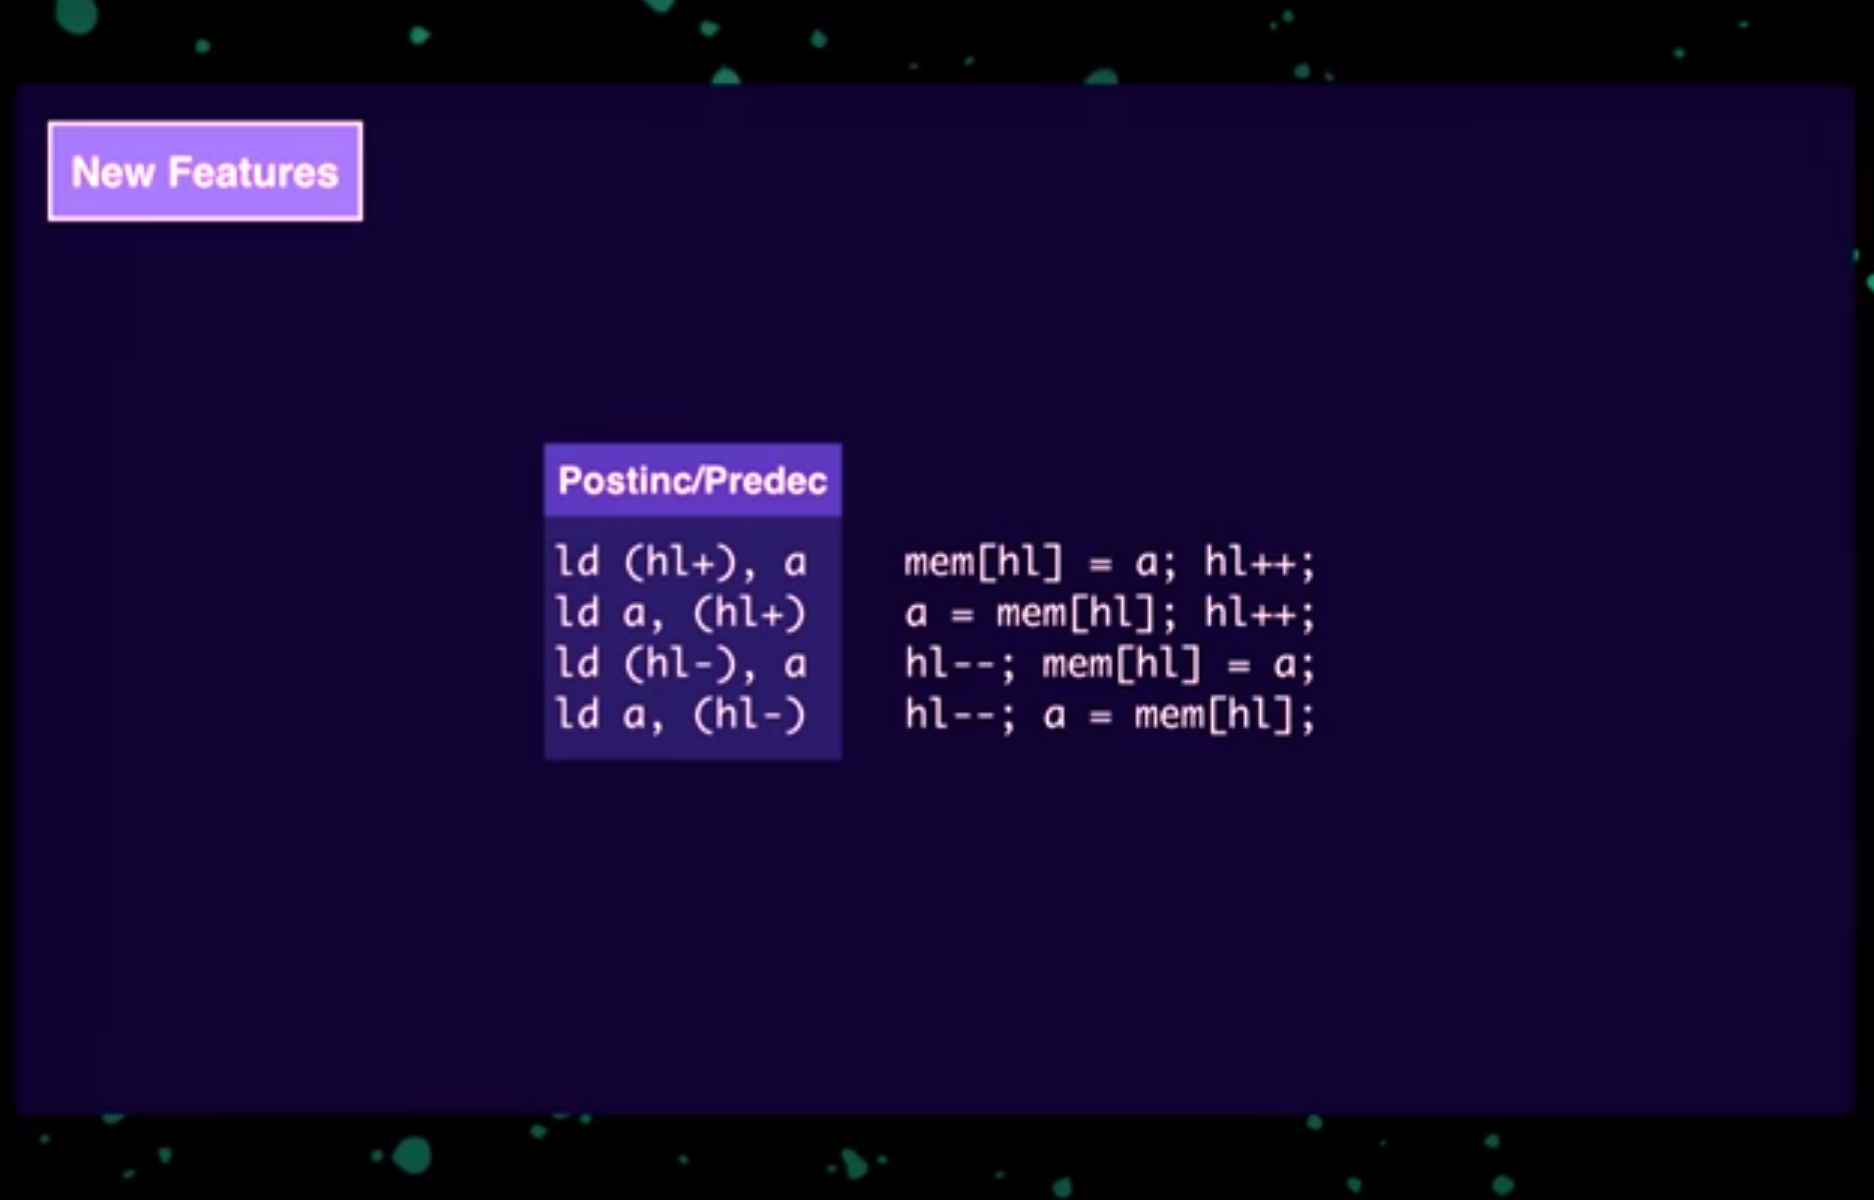 New Features
Postinc/Predec
ld (hl+), a mem[hl] = a; hl++;
ld a, (hl+) a = mem[hl]; hl++;
ld (hl-), a hl--; mem[hl] = a;
ld a, (hl-) hl--; a = mem[hl];